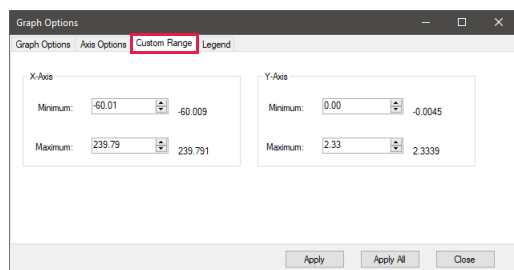 Graph Options
Graph Options Axis Options Custom Range Legend
X-Axis
Minimum: -60.01 -60.009
Maximum: 239.79 239.791
Y-Axis
Minimum: 0.00 -0.0045
Maximum: 2.33 2.3339
Apply Apply All Close